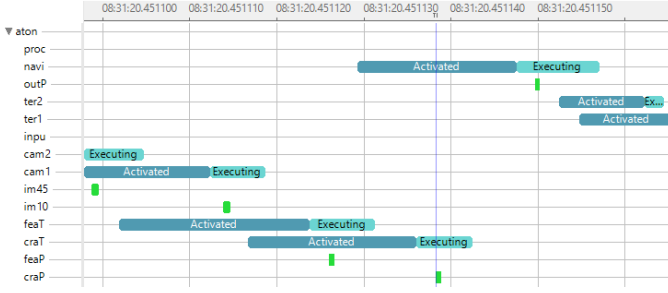 08:31:20.451100 08:31:20.451110 08:31:20.451120 08:31:20.451130 08:31:20.451140 08:31:20.451150
aton
proc
navi Activated Executing
outP
ter2 Activated Ex...
ter1 Activated
inpu
cam2 Executing
cam1 Activated Executing
im45
im10
feaT Activated Executing
craT Activated Executing
feaP
craP